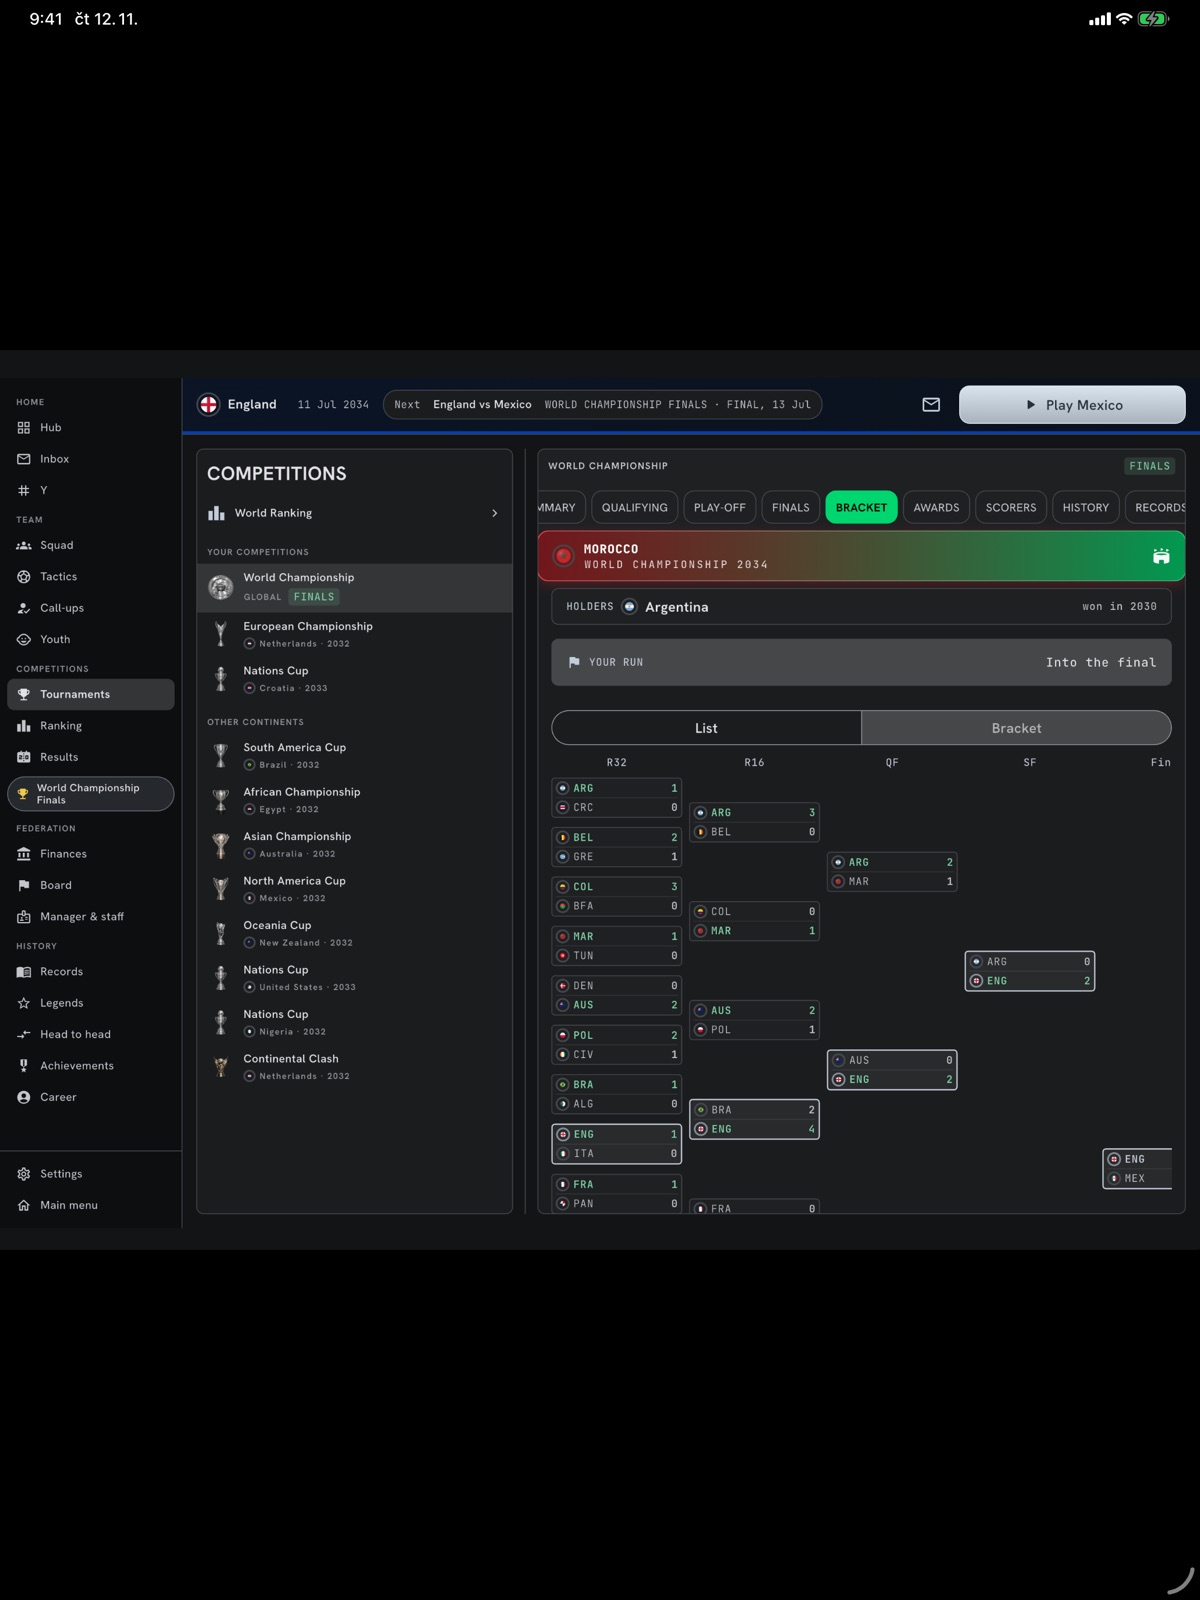 9:41 čt 12. 11.
HOME
Hub
Inbox
Y
TEAM
Squad
Tactics
Call-ups
Youth
COMPETITIONS
Tournaments
Ranking
Results
World Championship
Finals
FEDERATION
Finances
Board
Manager & staff
HISTORY
Records
Legends
Head to head
Achievements
Career
Settings
Main menu
England 11 Jul 2034 Next England vs Mexico WORLD CHAMPIONSHIP FINALS · FINAL, 13 Jul Play Mexico
COMPETITIONS
World Ranking
YOUR COMPETITIONS
World Championship
GLOBAL FINALS
European Championship
Netherlands · 2032
Nations Cup
Croatia · 2033
OTHER CONTINENTS
South America Cup
Brazil · 2032
African Championship
Egypt · 2032
Asian Championship
Australia · 2032
North America Cup
Mexico · 2032
Oceania Cup
New Zealand · 2032
Nations Cup
United States · 2033
Nations Cup
Nigeria · 2032
Continental Clash
Netherlands · 2032
WORLD CHAMPIONSHIP FINALS
MMARY QUALIFYING PLAY-OFF FINALS BRACKET AWARDS SCORERS HISTORY RECORDS
MOROCCO
WORLD CHAMPIONSHIP 2034
HOLDERS Argentina won in 2030
YOUR RUN Into the final
List Bracket
R32 R16 QF SF Fin
ARG 1
CRC 0
BEL 2
GRE 1
COL 3
BFA 0
MAR 1
TUN 0
DEN 0
AUS 2
POL 2
CIV 1
BRA 1
ALG 0
ENG 1
ITA 0
FRA 1
PAN 0
ARG 3
BEL 0
COL 0
MAR 1
AUS 2
POL 1
BRA 2
ENG 4
FRA 0
ARG 2
MAR 1
AUS 0
ENG 2
ARG 0
ENG 2
ENG
MEX